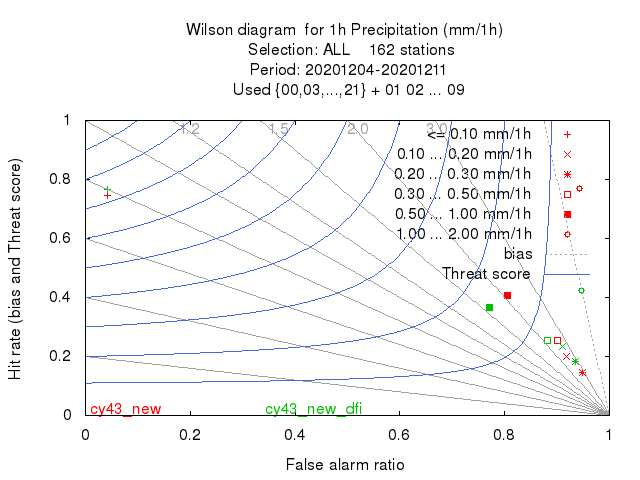 Wilson diagram  for 1h Precipitation (mm/1h)
Selection: ALL    162 stations
Period: 20201204-20201211
Used {00,03,...,21} + 01 02 ... 09
1.2 1.5 2.0 3.0
<= 0.10 mm/1h
0.10 ... 0.20 mm/1h
0.20 ... 0.30 mm/1h
0.30 ... 0.50 mm/1h
0.50 ... 1.00 mm/1h
1.00 ... 2.00 mm/1h
bias
Threat score
Hit rate (bias and Threat score)
1
0.8
0.6
0.4
0.2
0
cy43_new cy43_new_dfi
0 0.2 0.4 0.6 0.8 1
False alarm ratio